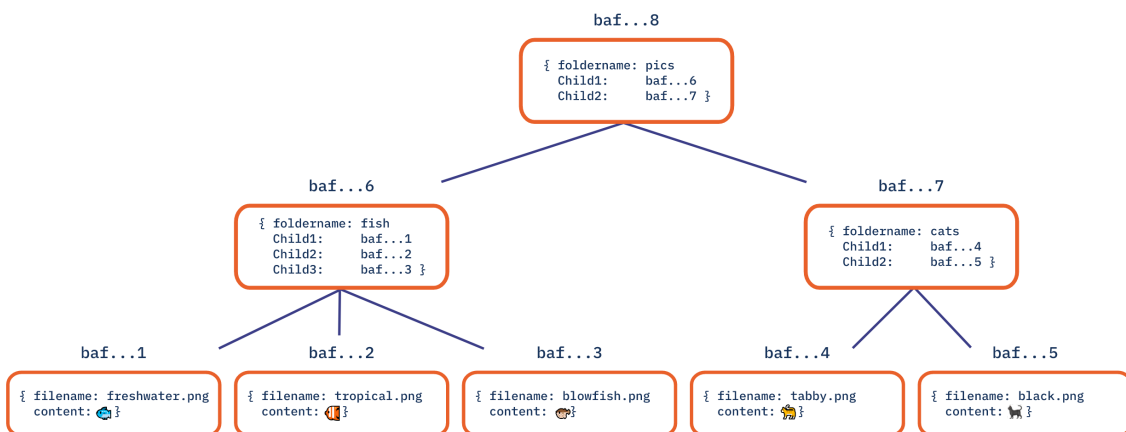 baf...8
{ foldername: pics
Child1: baf...6
Child2: baf...7 }
baf...6
{ foldername: fish
Child1: baf...1
Child2: baf...2
Child3: baf...3 }
baf...7
{ foldername: cats
Child1: baf...4
Child2: baf...5 }
baf...1
{ filename: freshwater.png
content: }
baf...2
{ filename: tropical.png
content: }
baf...3
{ filename: blowfish.png
content: }
baf...4
{ filename: tabby.png
content: }
baf...5
{ filename: black.png
content: }